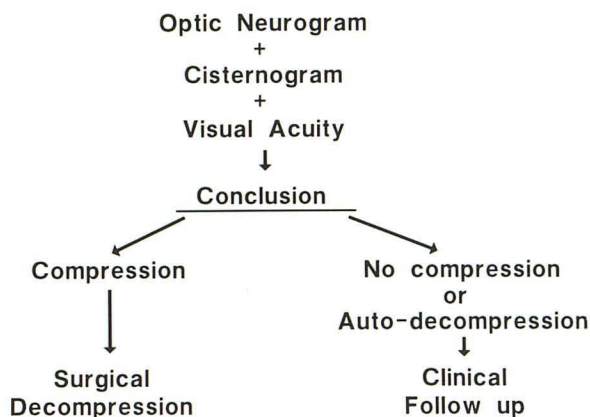 Optic Neurogram
+
Cisternogram
+
Visual Acuity
Conclusion
Compression
No compression
or
Auto-decompression
Surgical
Decompression
Clinical
Follow up